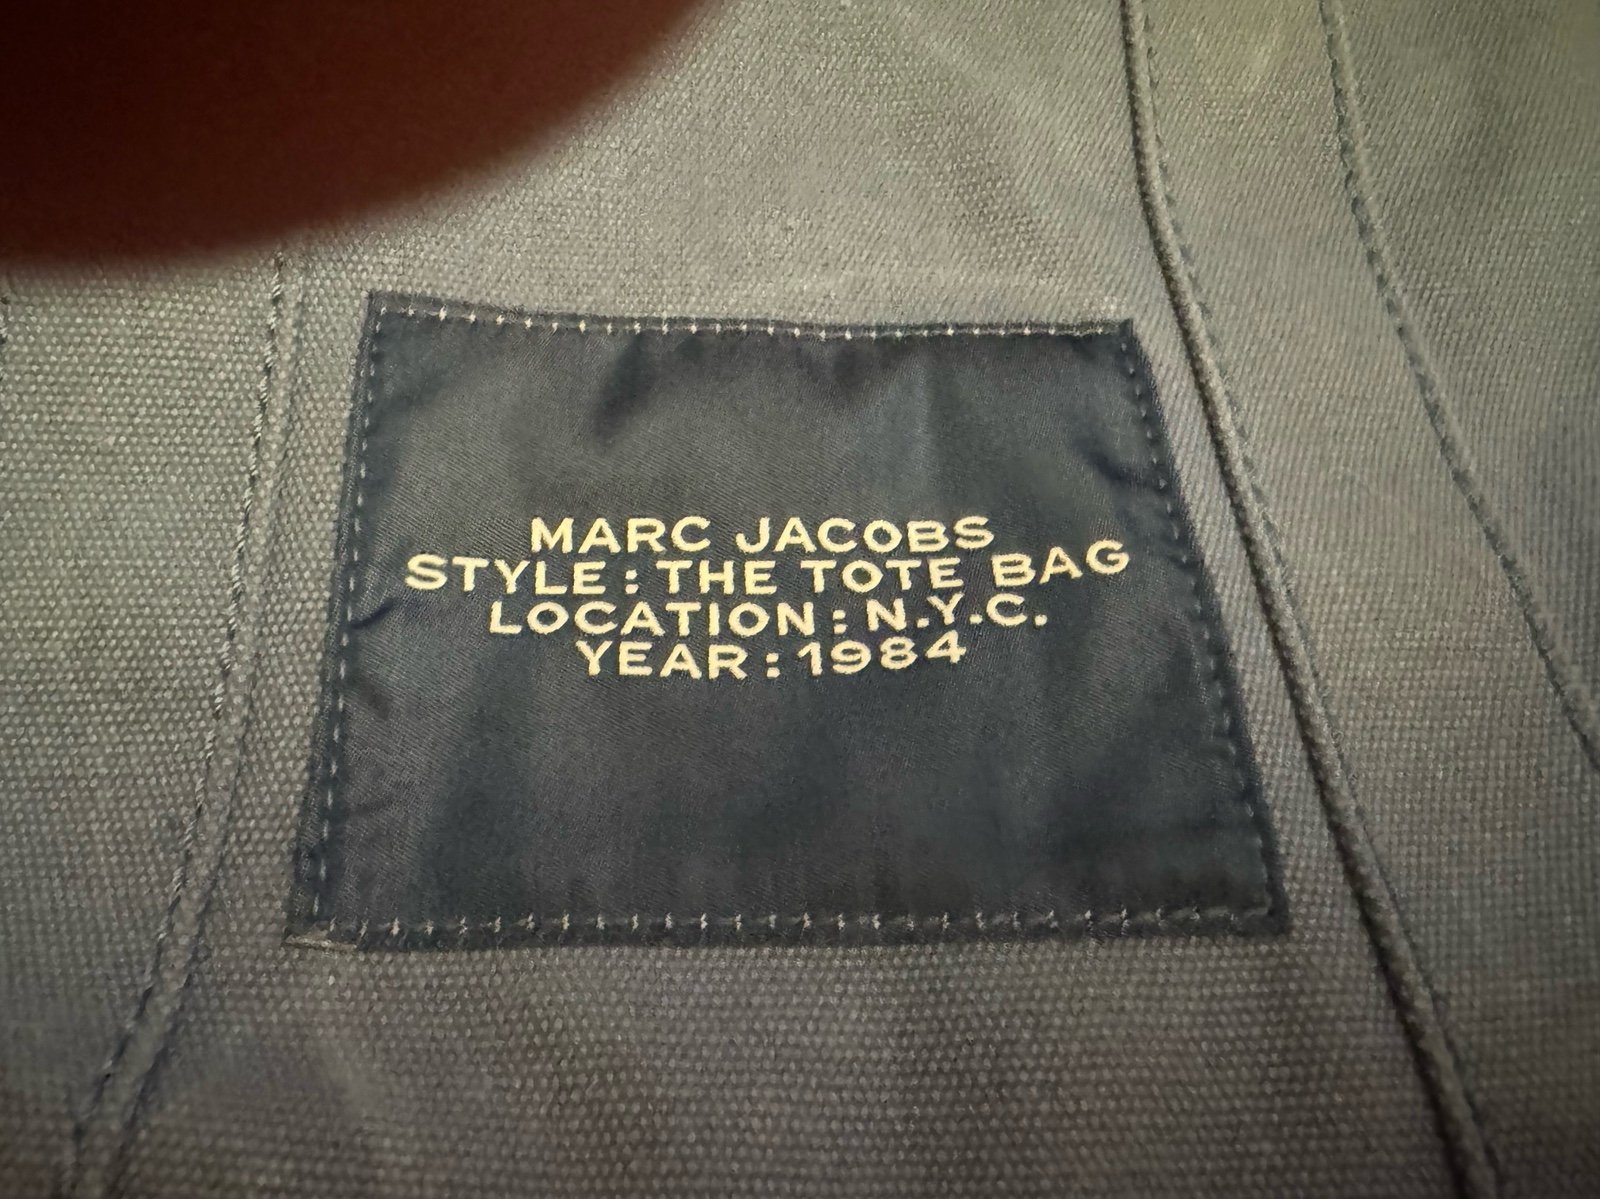 MARC JACOBS
STYLE: THE TOTE BAG
LOCATION: N.Y.C.
YEAR: 1984